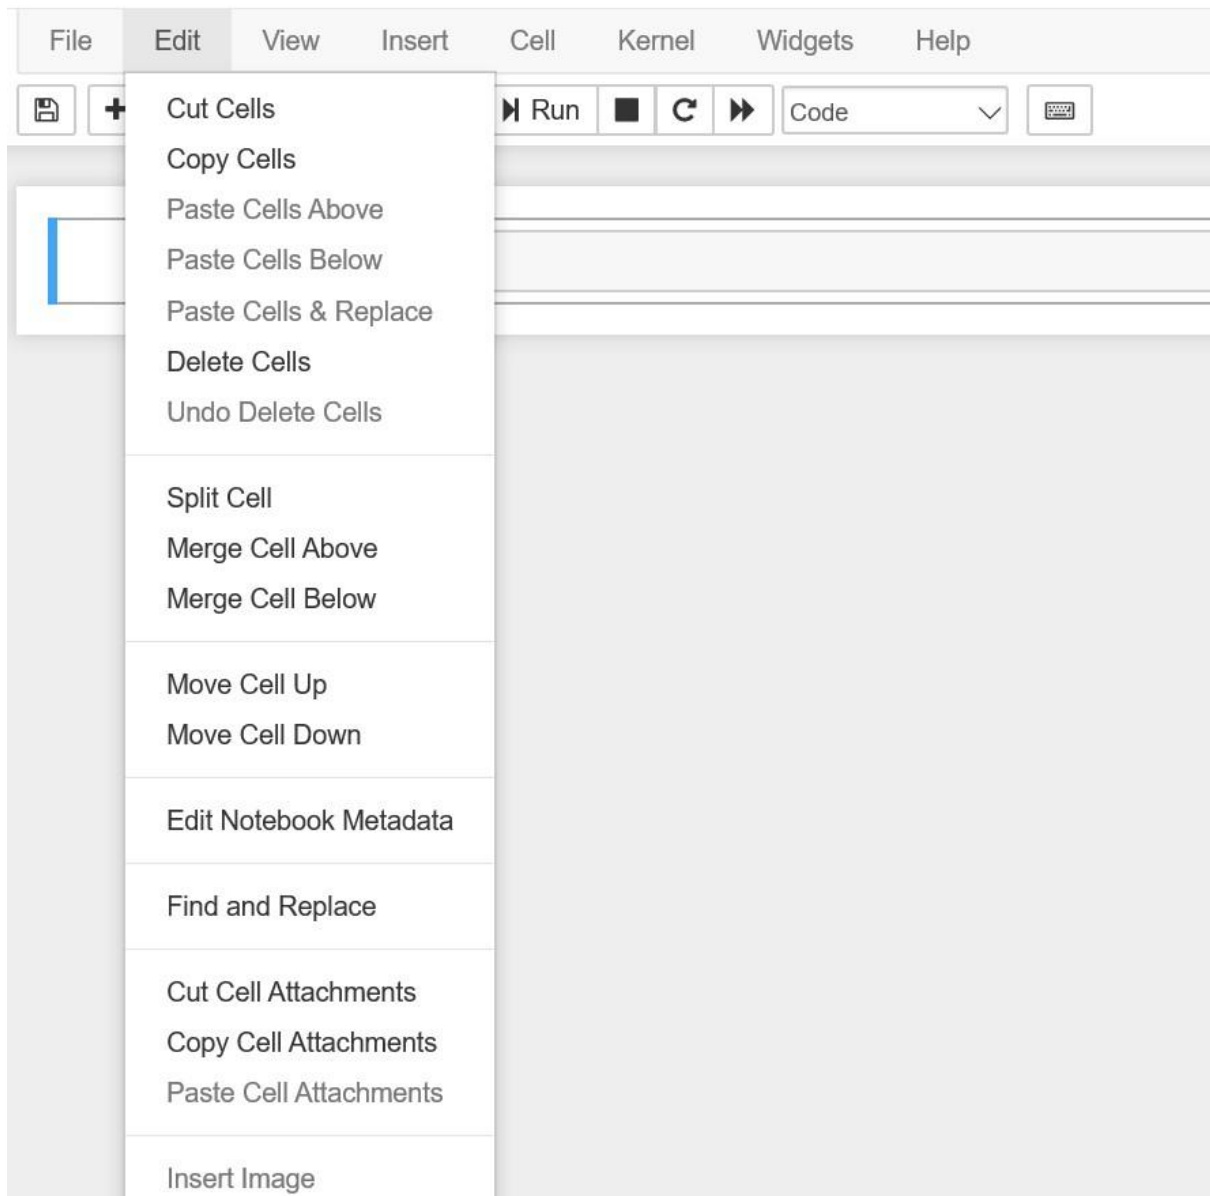 File Edit View Insert Cell Kernel Widgets Help
Run Code
Cut Cells
Copy Cells
Paste Cells Above
Paste Cells Below
Paste Cells & Replace
Delete Cells
Undo Delete Cells
Split Cell
Merge Cell Above
Merge Cell Below
Move Cell Up
Move Cell Down
Edit Notebook Metadata
Find and Replace
Cut Cell Attachments
Copy Cell Attachments
Paste Cell Attachments
Insert Image